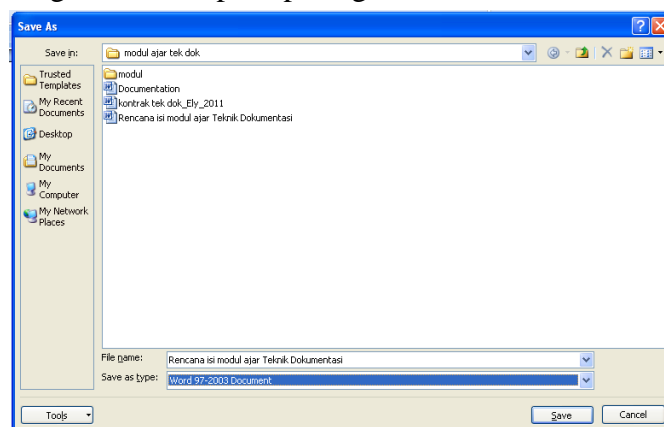 Save As
Save in:
modul ajar tek dok
Trusted
Templates
My Recent
Documents
Desktop
My
Documents
My
Computer
My Network
Places
modul
Documentation
kontrak tek dok_Ely_2011
Rencana isi modul ajar Teknik Dokumentasi
File name:
Rencana isi modul ajar Teknik Dokumentasi
Save as type:
Word 97-2003 Document
Tools
Save
Cancel